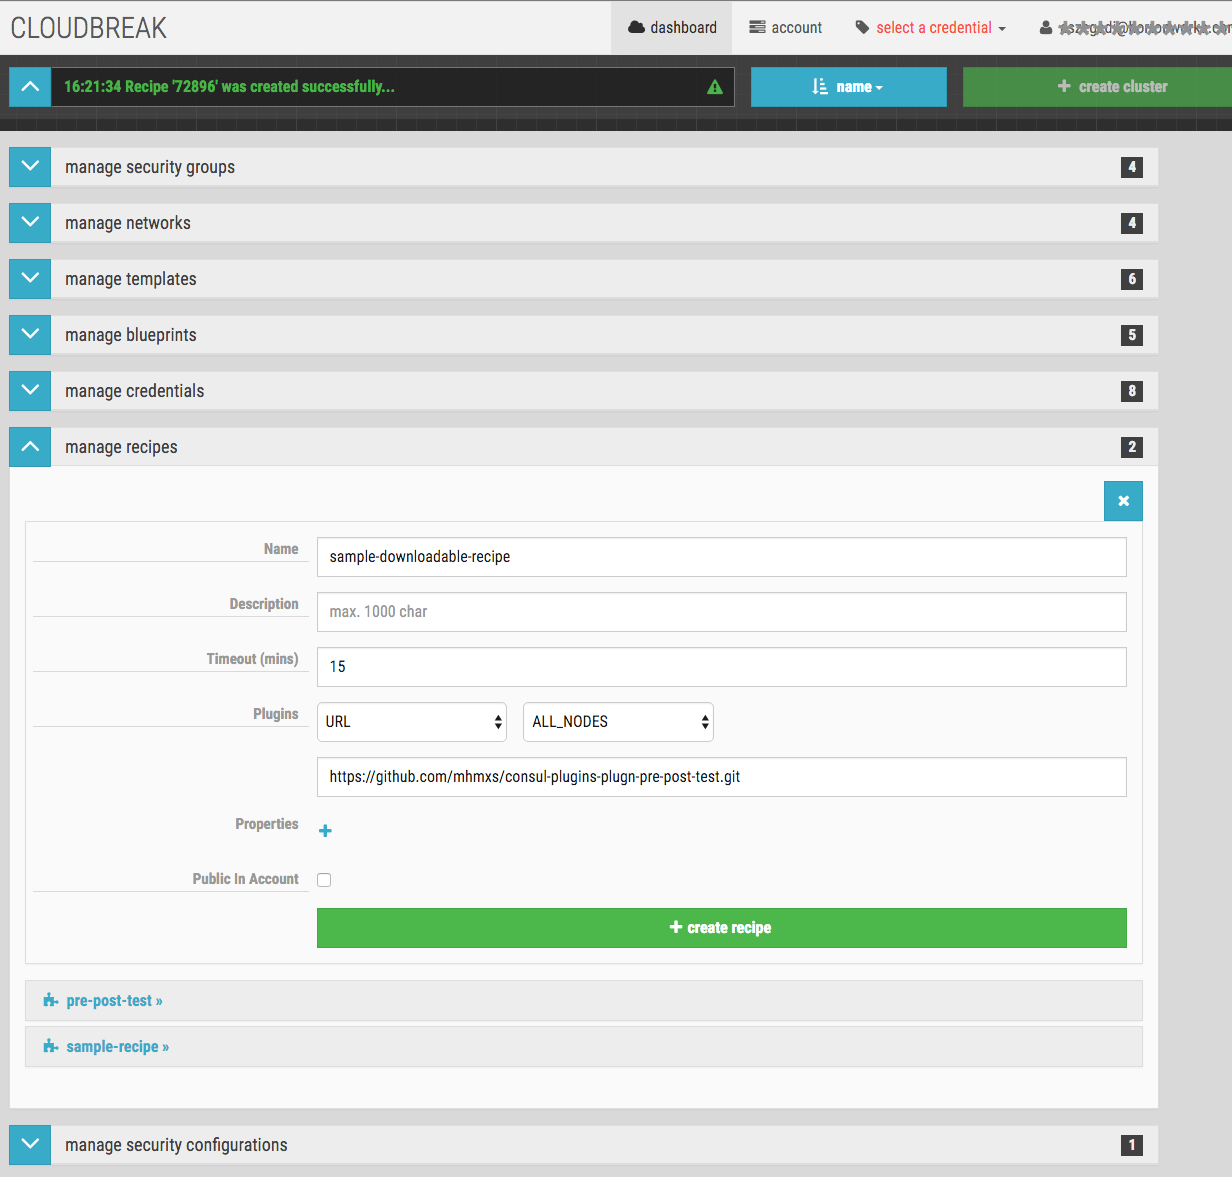 CLOUDBREAK
dashboard
account
select a credential
16:21:34 Recipe '72896' was created successfully...
name
create cluster
manage security groups
4
manage networks
4
manage templates
6
manage blueprints
5
manage credentials
8
manage recipes
2
Name
sample-downloadable-recipe
Description
max. 1000 char
Timeout (mins)
15
Plugins
URL
ALL_NODES
https://github.com/mhmxs/consul-plugins-plugn-pre-post-test.git
Properties
Public In Account
create recipe
pre-post-test »
sample-recipe »
manage security configurations
1